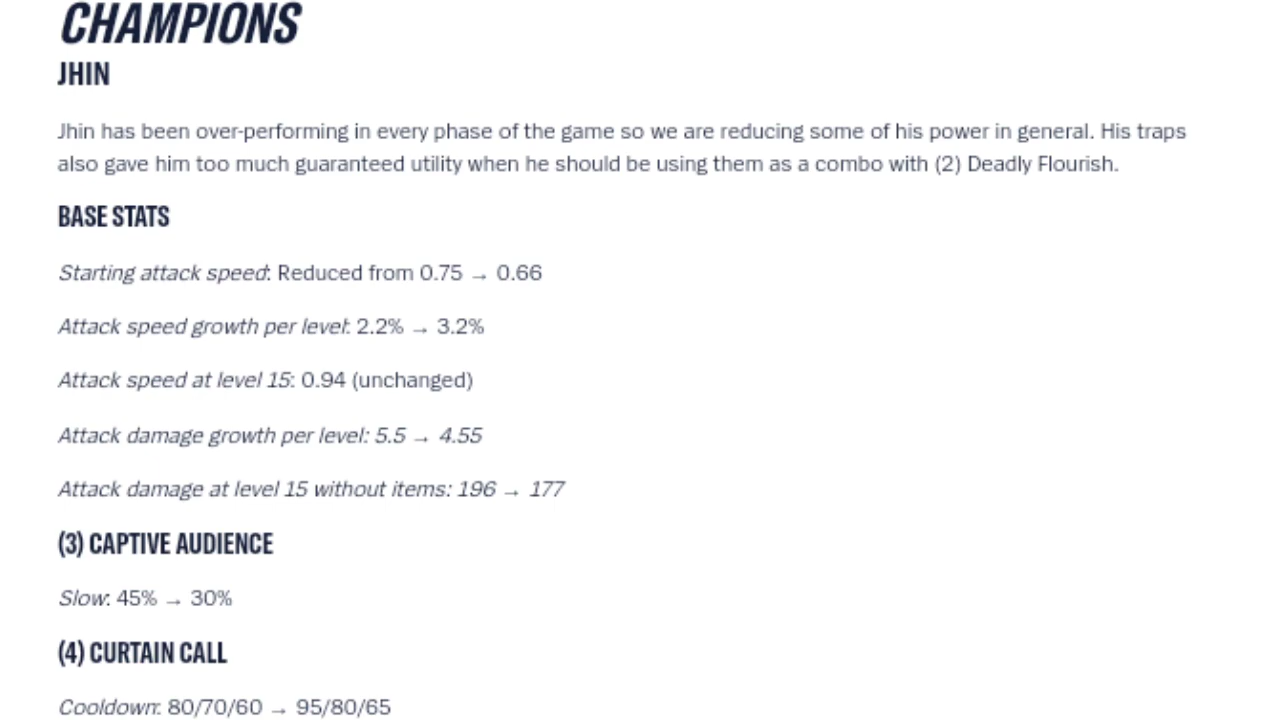 CHAMPIONS
JHIN
Jhin has been over-performing in every phase of the game so we are reducing some of his power in general. His traps
also gave him too much guaranteed utility when he should be using them as a combo with (2) Deadly Flourish.
BASE STATS
Starting attack speed: Reduced from 0.75 → 0.66
Attack speed growth per level: 2.2% → 3.2%
Attack speed at level 15: 0.94 (unchanged)
Attack damage growth per level: 5.5 → 4.55
Attack damage at level 15 without items: 196 → 177
(3) CAPTIVE AUDIENCE
Slow: 45% → 30%
(4) CURTAIN CALL
Cooldown: 80/70/60 → 95/80/65